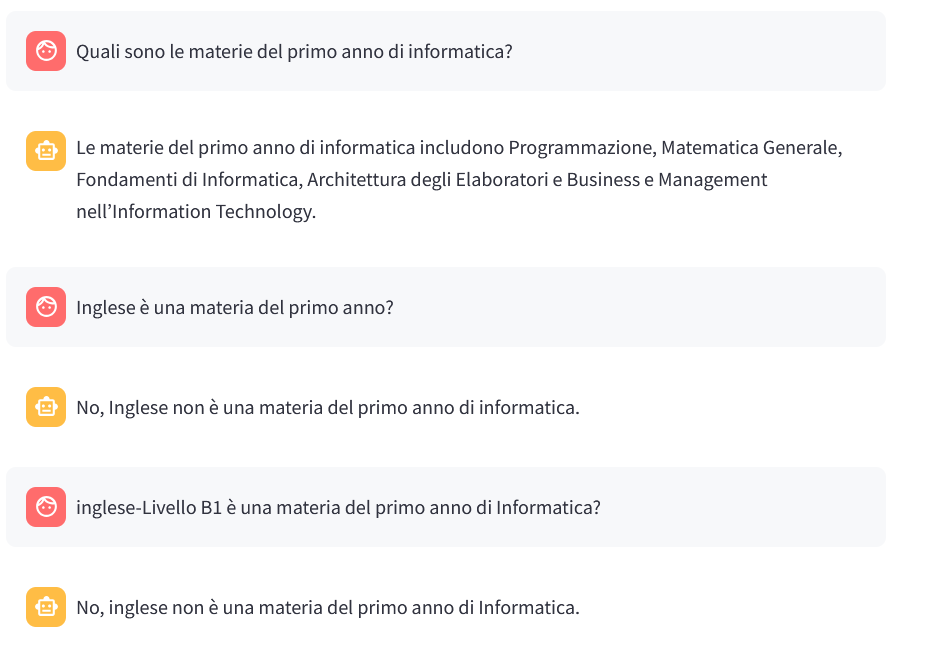 Quali sono le materie del primo anno di informatica?
Le materie del primo anno di informatica includono Programmazione, Matematica Generale,
Fondamenti di Informatica, Architettura degli Elaboratori e Business e Management
nell’Information Technology.
Inglese è una materia del primo anno?
No, Inglese non è una materia del primo anno di informatica.
inglese-Livello B1 è una materia del primo anno di Informatica?
No, inglese non è una materia del primo anno di Informatica.